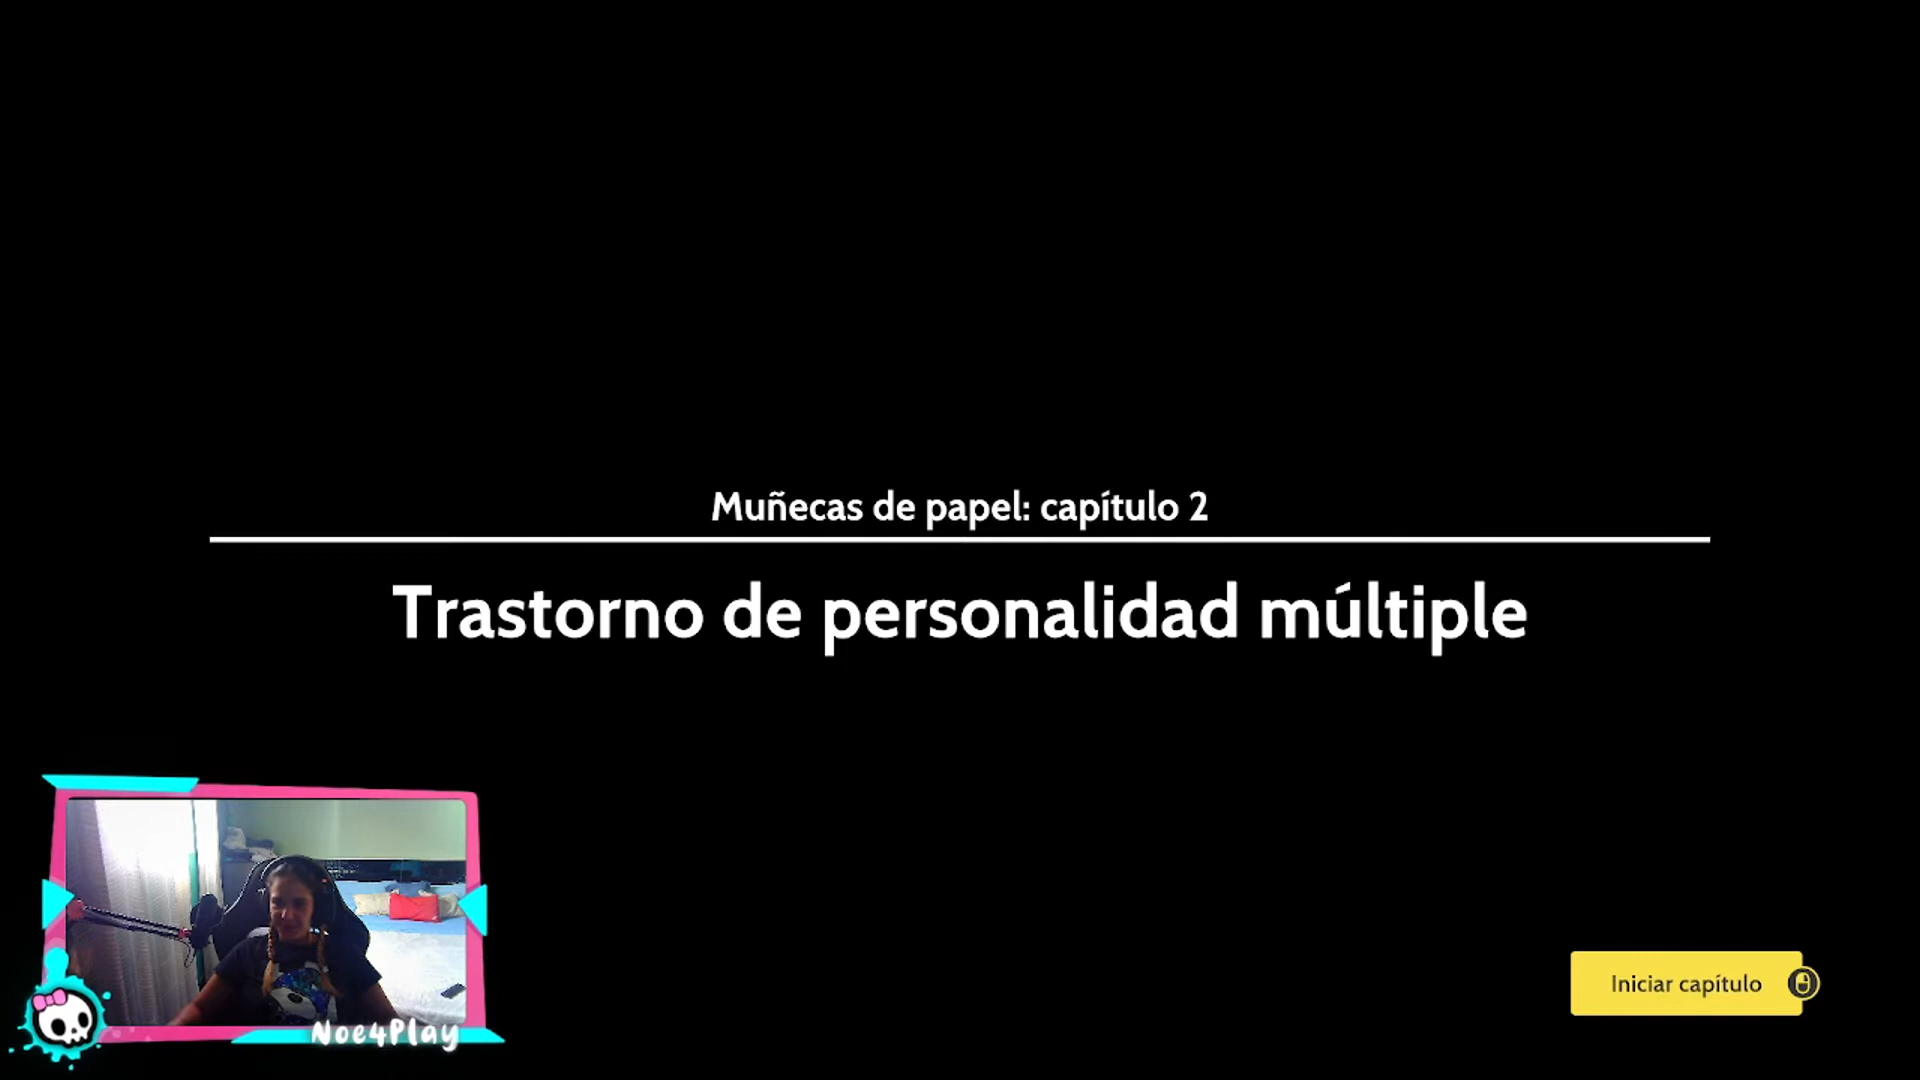 Muñecas de papel: capítulo 2
Trastorno de personalidad múltiple
Iniciar capítulo
Noe4Play